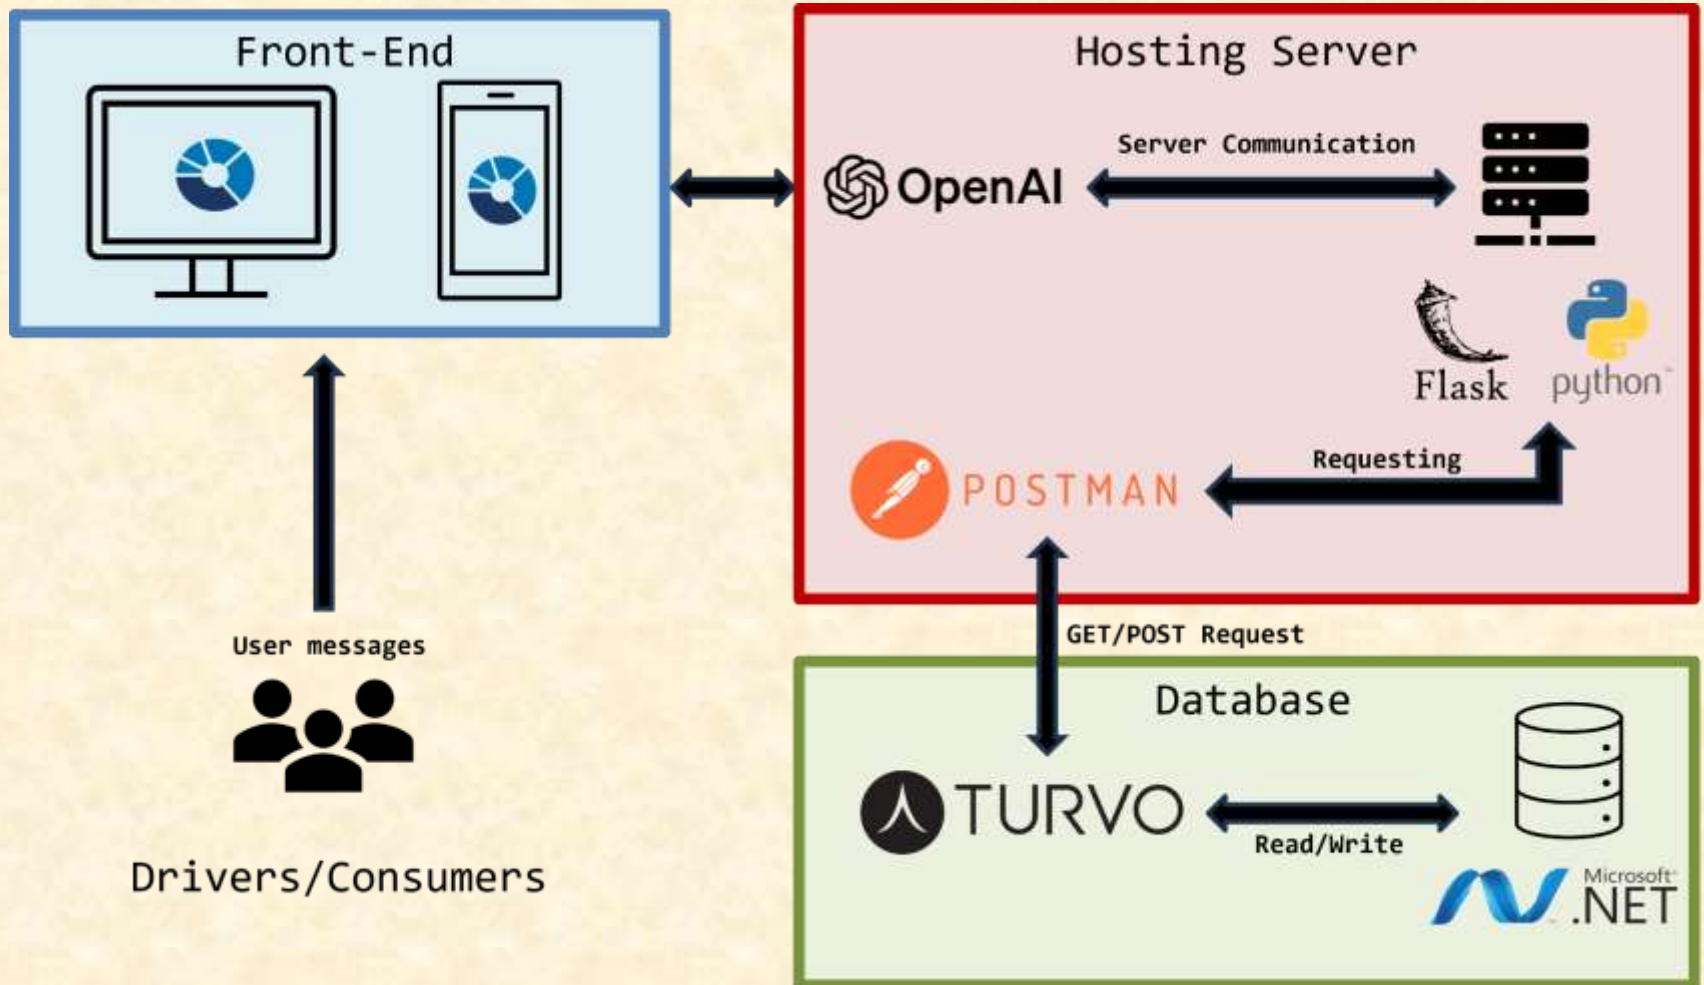 Front-End
Hosting Server
Server Communication
OpenAI
Flask
python™
Requesting
POSTMAN
User messages
GET/POST Request
Database
TURVO
Read/Write
Drivers/Consumers
Microsoft®
.NET